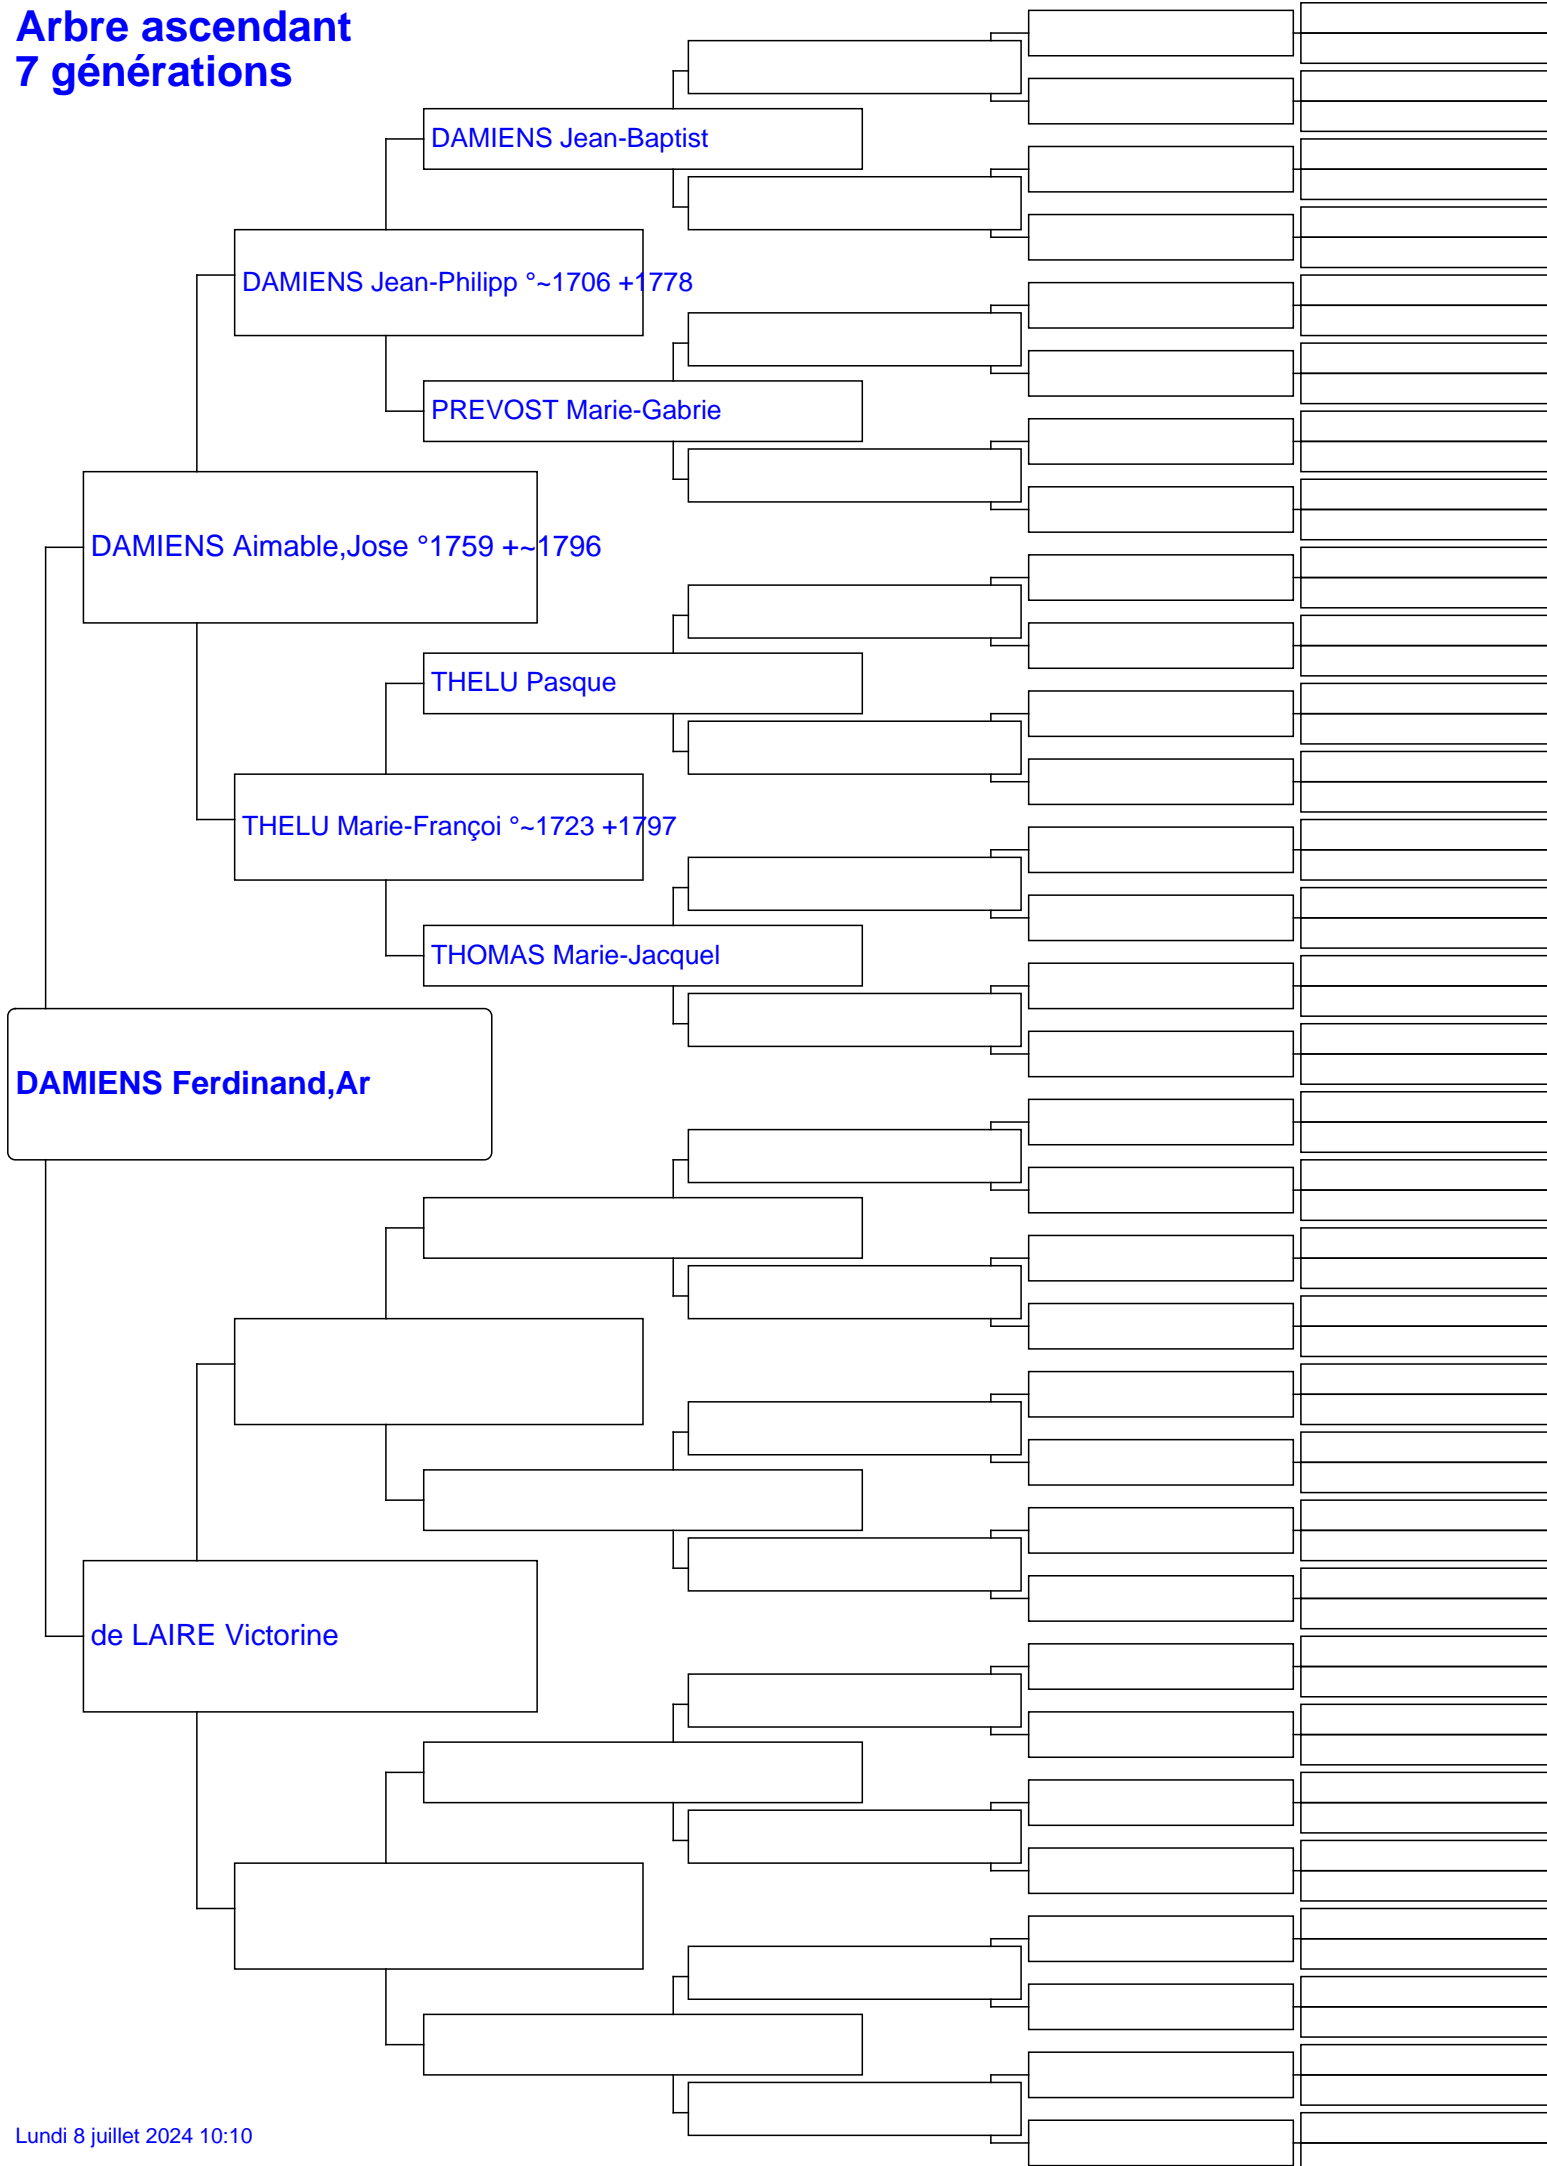 Arbre ascendant
7 générations
DAMIENS Jean-Baptist
DAMIENS Jean-Philipp °~1706 +1778
PREVOST Marie-Gabrie
DAMIENS Aimable,Jose °1759 +~1796
THELU Pasque
THELU Marie-Françoi °~1723 +1797
THOMAS Marie-Jacquel
DAMIENS Ferdinand,Ar
de LAIRE Victorine
Lundi 8 juillet 2024 10:10